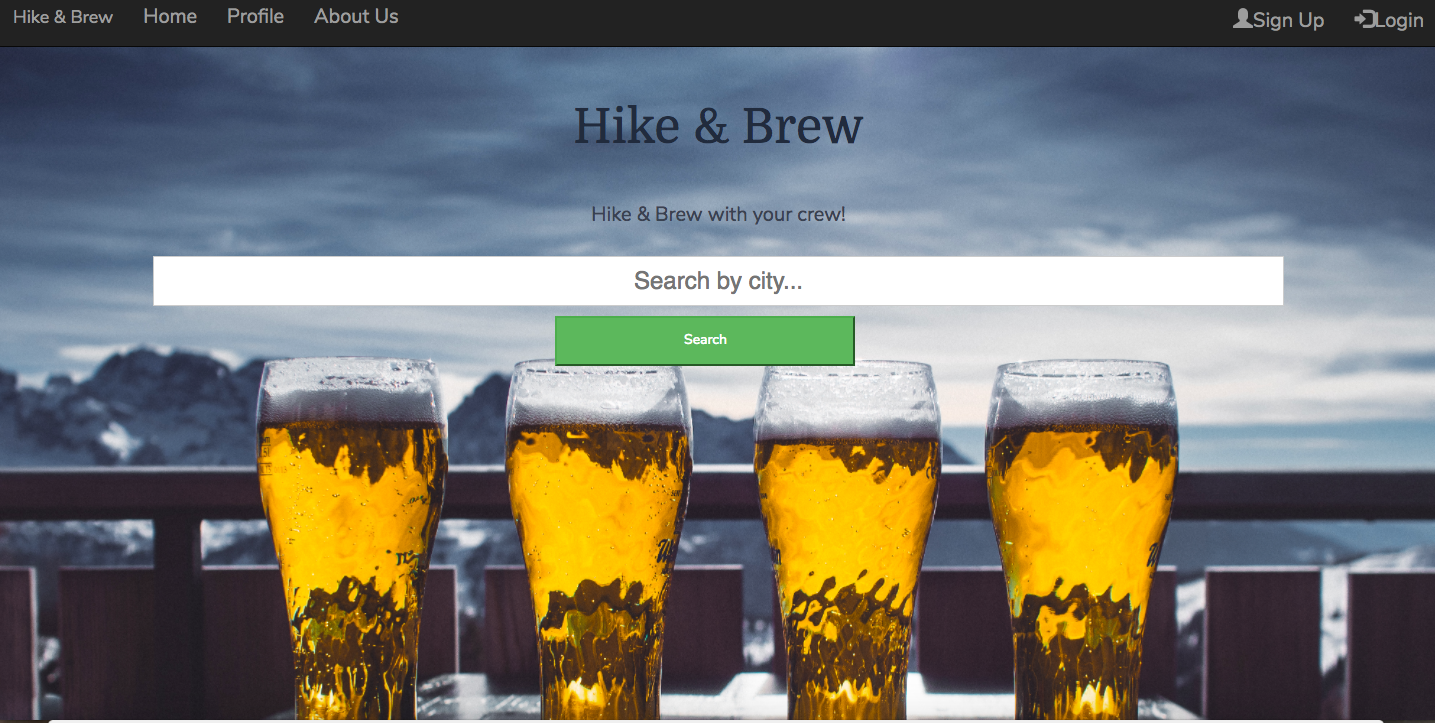 Hike & Brew Home Profile About Us Sign Up Login
Hike & Brew
Hike & Brew with your crew!
Search by city...
Search